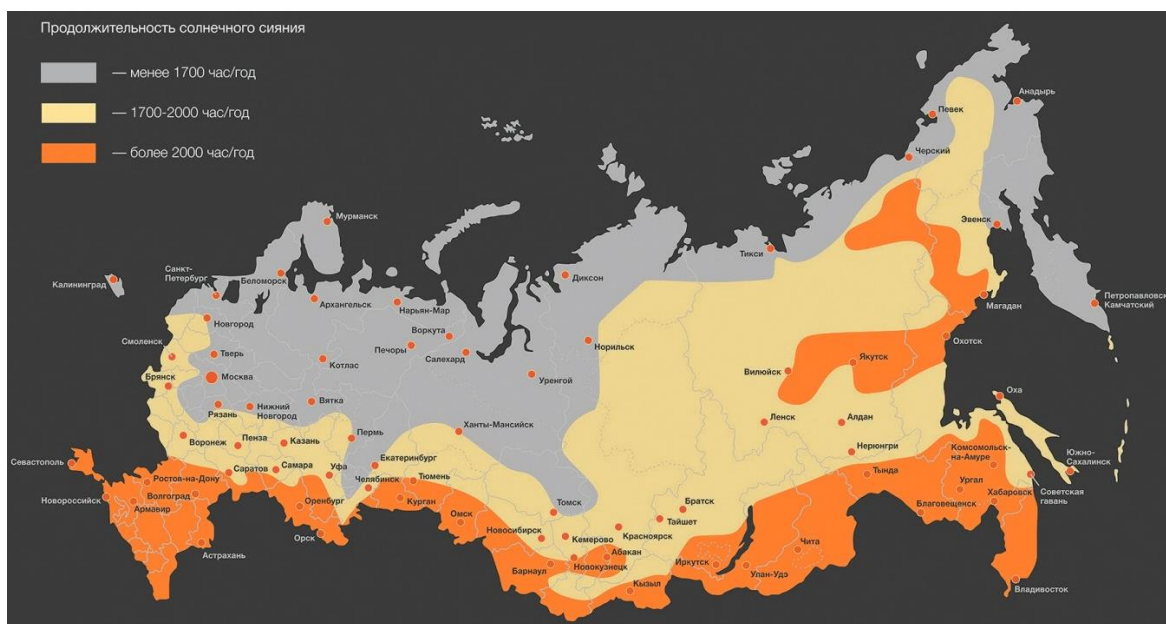 Продолжительность солнечного сияния
— менее 1700 час/год
— 1700-2000 час/год
— более 2000 час/год
Анадырь
Певек
Черский
Мурманск
Эвенск
Тикси
Санкт-
Петербург
Беломорск
Калининград
Диксон
Архангельск
Нарьян-Мар
Магадан
Петропавловск
Камчатский
Новгород
Воркута
Смоленск
Печоры
Салехард
Норильск
Охотск
Тверь
Котлас
Якутск
Брянск
Москва
Уренгой
Вилюйск
Рязань
Нижний
Новгород
Вятка
Оха
Ханты-Мансийск
Ленск
Алдан
Воронеж
Пенза
Казань
Пермь
Нерюнгри
Комсомольск-
на-Амуре
Южно-
Сахалинск
Севастополь
Екатеринбург
Саратов
Самара
Уфа
Тюмень
Тында
Ростов-на-Дону
Челябинск
Ургал
Советская
гавань
Новороссийск
Волгоград
Оренбург
Курган
Братск
Хабаровск
Армавир
Томск
Благовещенск
Омск
Тайшет
Новосибирск
Красноярск
Кемерово
Орск
Астрахань
Абакан
Чита
Барнаул
Новокузнецк
Иркутск
Улан-Удэ
Кызыл
Владивосток